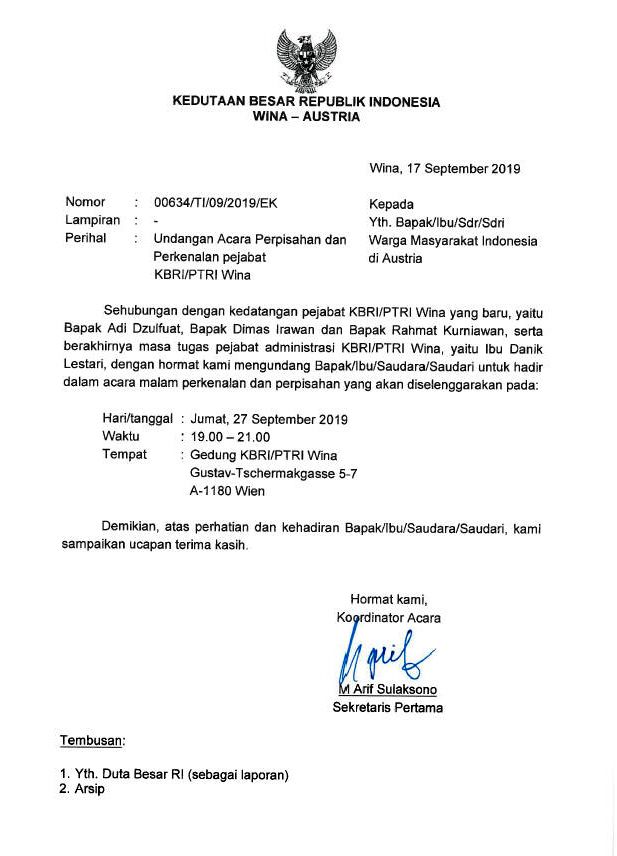 KEDUTAAN BESAR REPUBLIK INDONESIA
WINA – AUSTRIA
Wina, 17 September 2019
Nomor : 00634/TI/09/2019/EK
Lampiran : -
Perihal : Undangan Acara Perpisahan dan
Perkenalan pejabat
KBRI/PTRI Wina
Kepada
Yth. Bapak/Ibu/Sdr/Sdri
Warga Masyarakat Indonesia
di Austria
Sehubungan dengan kedatangan pejabat KBRI/PTRI Wina yang baru, yaitu
Bapak Adi Dzulfuat, Bapak Dimas Irawan dan Bapak Rahmat Kurniawan, serta
berakhirnya masa tugas pejabat administrasi KBRI/PTRI Wina, yaitu Ibu Danik
Lestari, dengan hormat kami mengundang Bapak/Ibu/Saudara/Saudari untuk hadir
dalam acara malam perkenalan dan perpisahan yang akan diselenggarakan pada:
Hari/tanggal : Jumat, 27 September 2019
Waktu : 19.00 – 21.00
Tempat : Gedung KBRI/PTRI Wina
Gustav-Tschermakgasse 5-7
A-1180 Wien
Demikian, atas perhatian dan kehadiran Bapak/Ibu/Saudara/Saudari, kami
sampaikan ucapan terima kasih.
Hormat kami,
Koordinator Acara
M Arif Sulaksono
Sekretaris Pertama
Tembusan:
1. Yth. Duta Besar RI (sebagai laporan)
2. Arsip